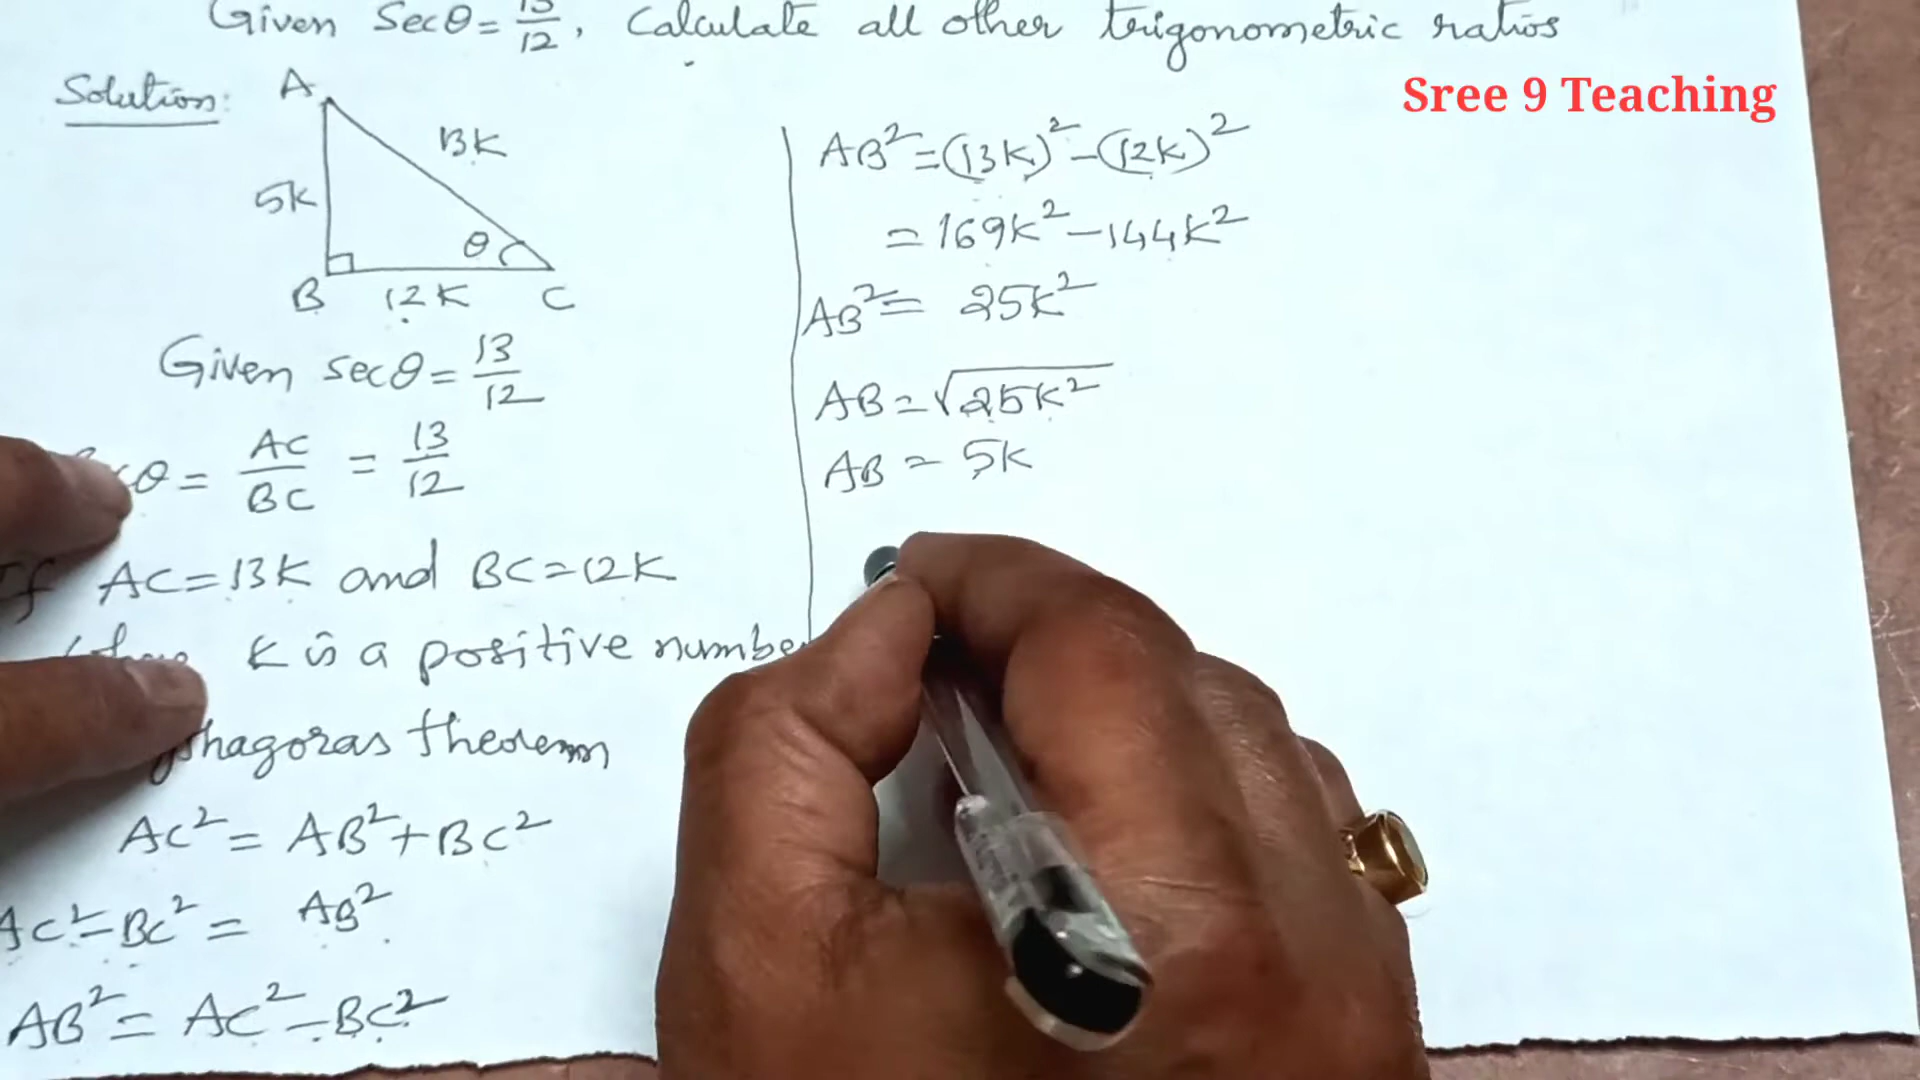 Given Secθ = 13/12, Calculate all other trigonometric ratios
Sree 9 Teaching
Solution:
A
13K
5K
θ
B 12K C
Given secθ = 13/12
θ = AC/BC = 13/12
If AC = 13K and BC = 12K
K is a positive number
theorem
AC² = AB² + BC²
AC² - BC² = AB²
AB² = AC² - BC²
AB² = (13K)² - (12K)²
= 169K² - 144K²
AB² = 25K²
AB = √25K²
AB = 5K